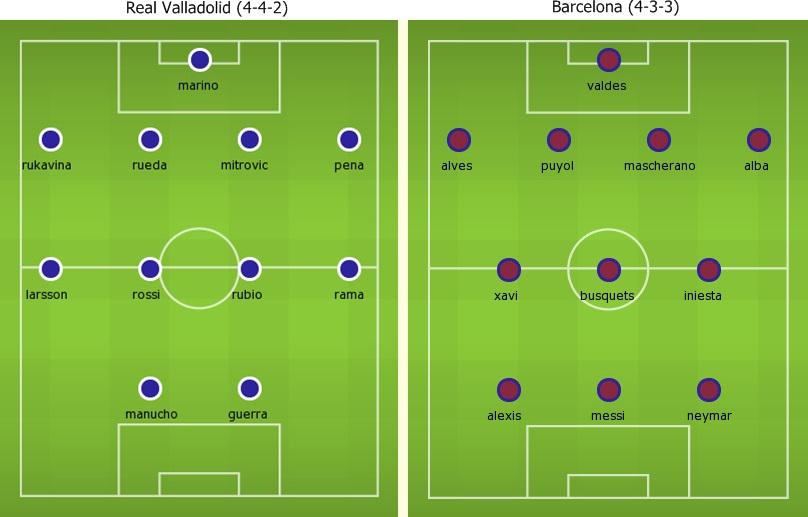 Real Valladolid (4-4-2)
marino
rukavina rueda mitrovic pena
larsson rossi rubio rama
manucho guerra
Barcelona (4-3-3)
valdes
alves puyol mascherano alba
xavi busquets iniesta
alexis messi neymar